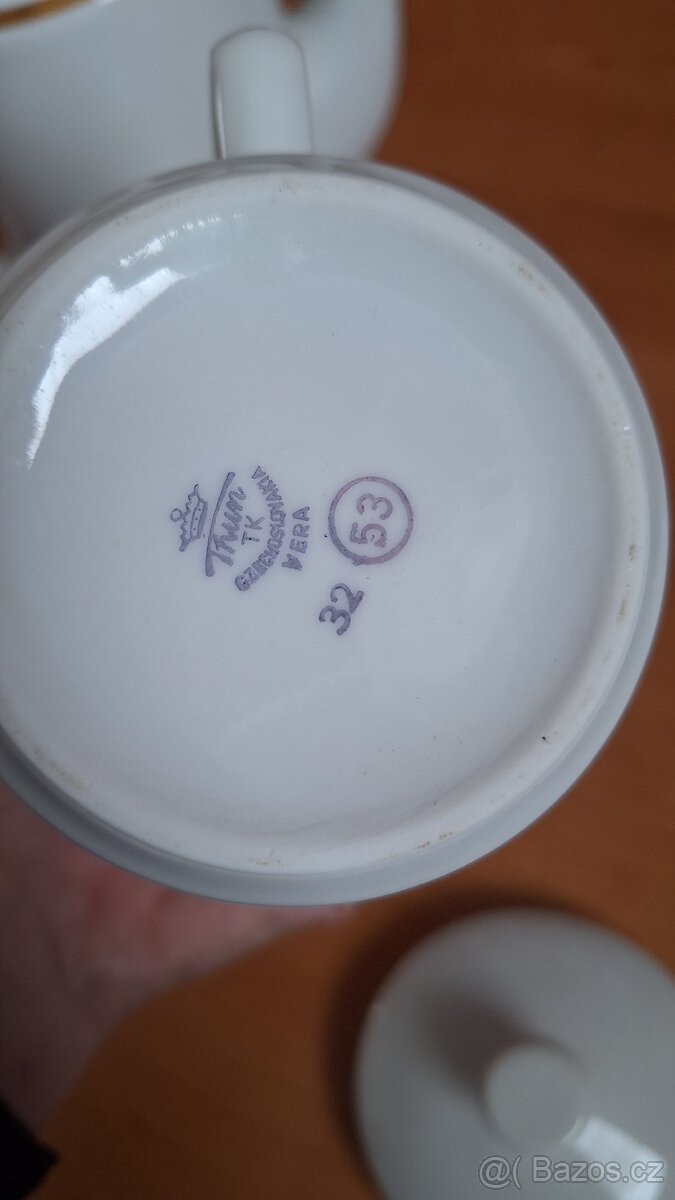 Thun
TK
CZECHOSLOVAKIA
VERA
53
32
@( Bazos.cz